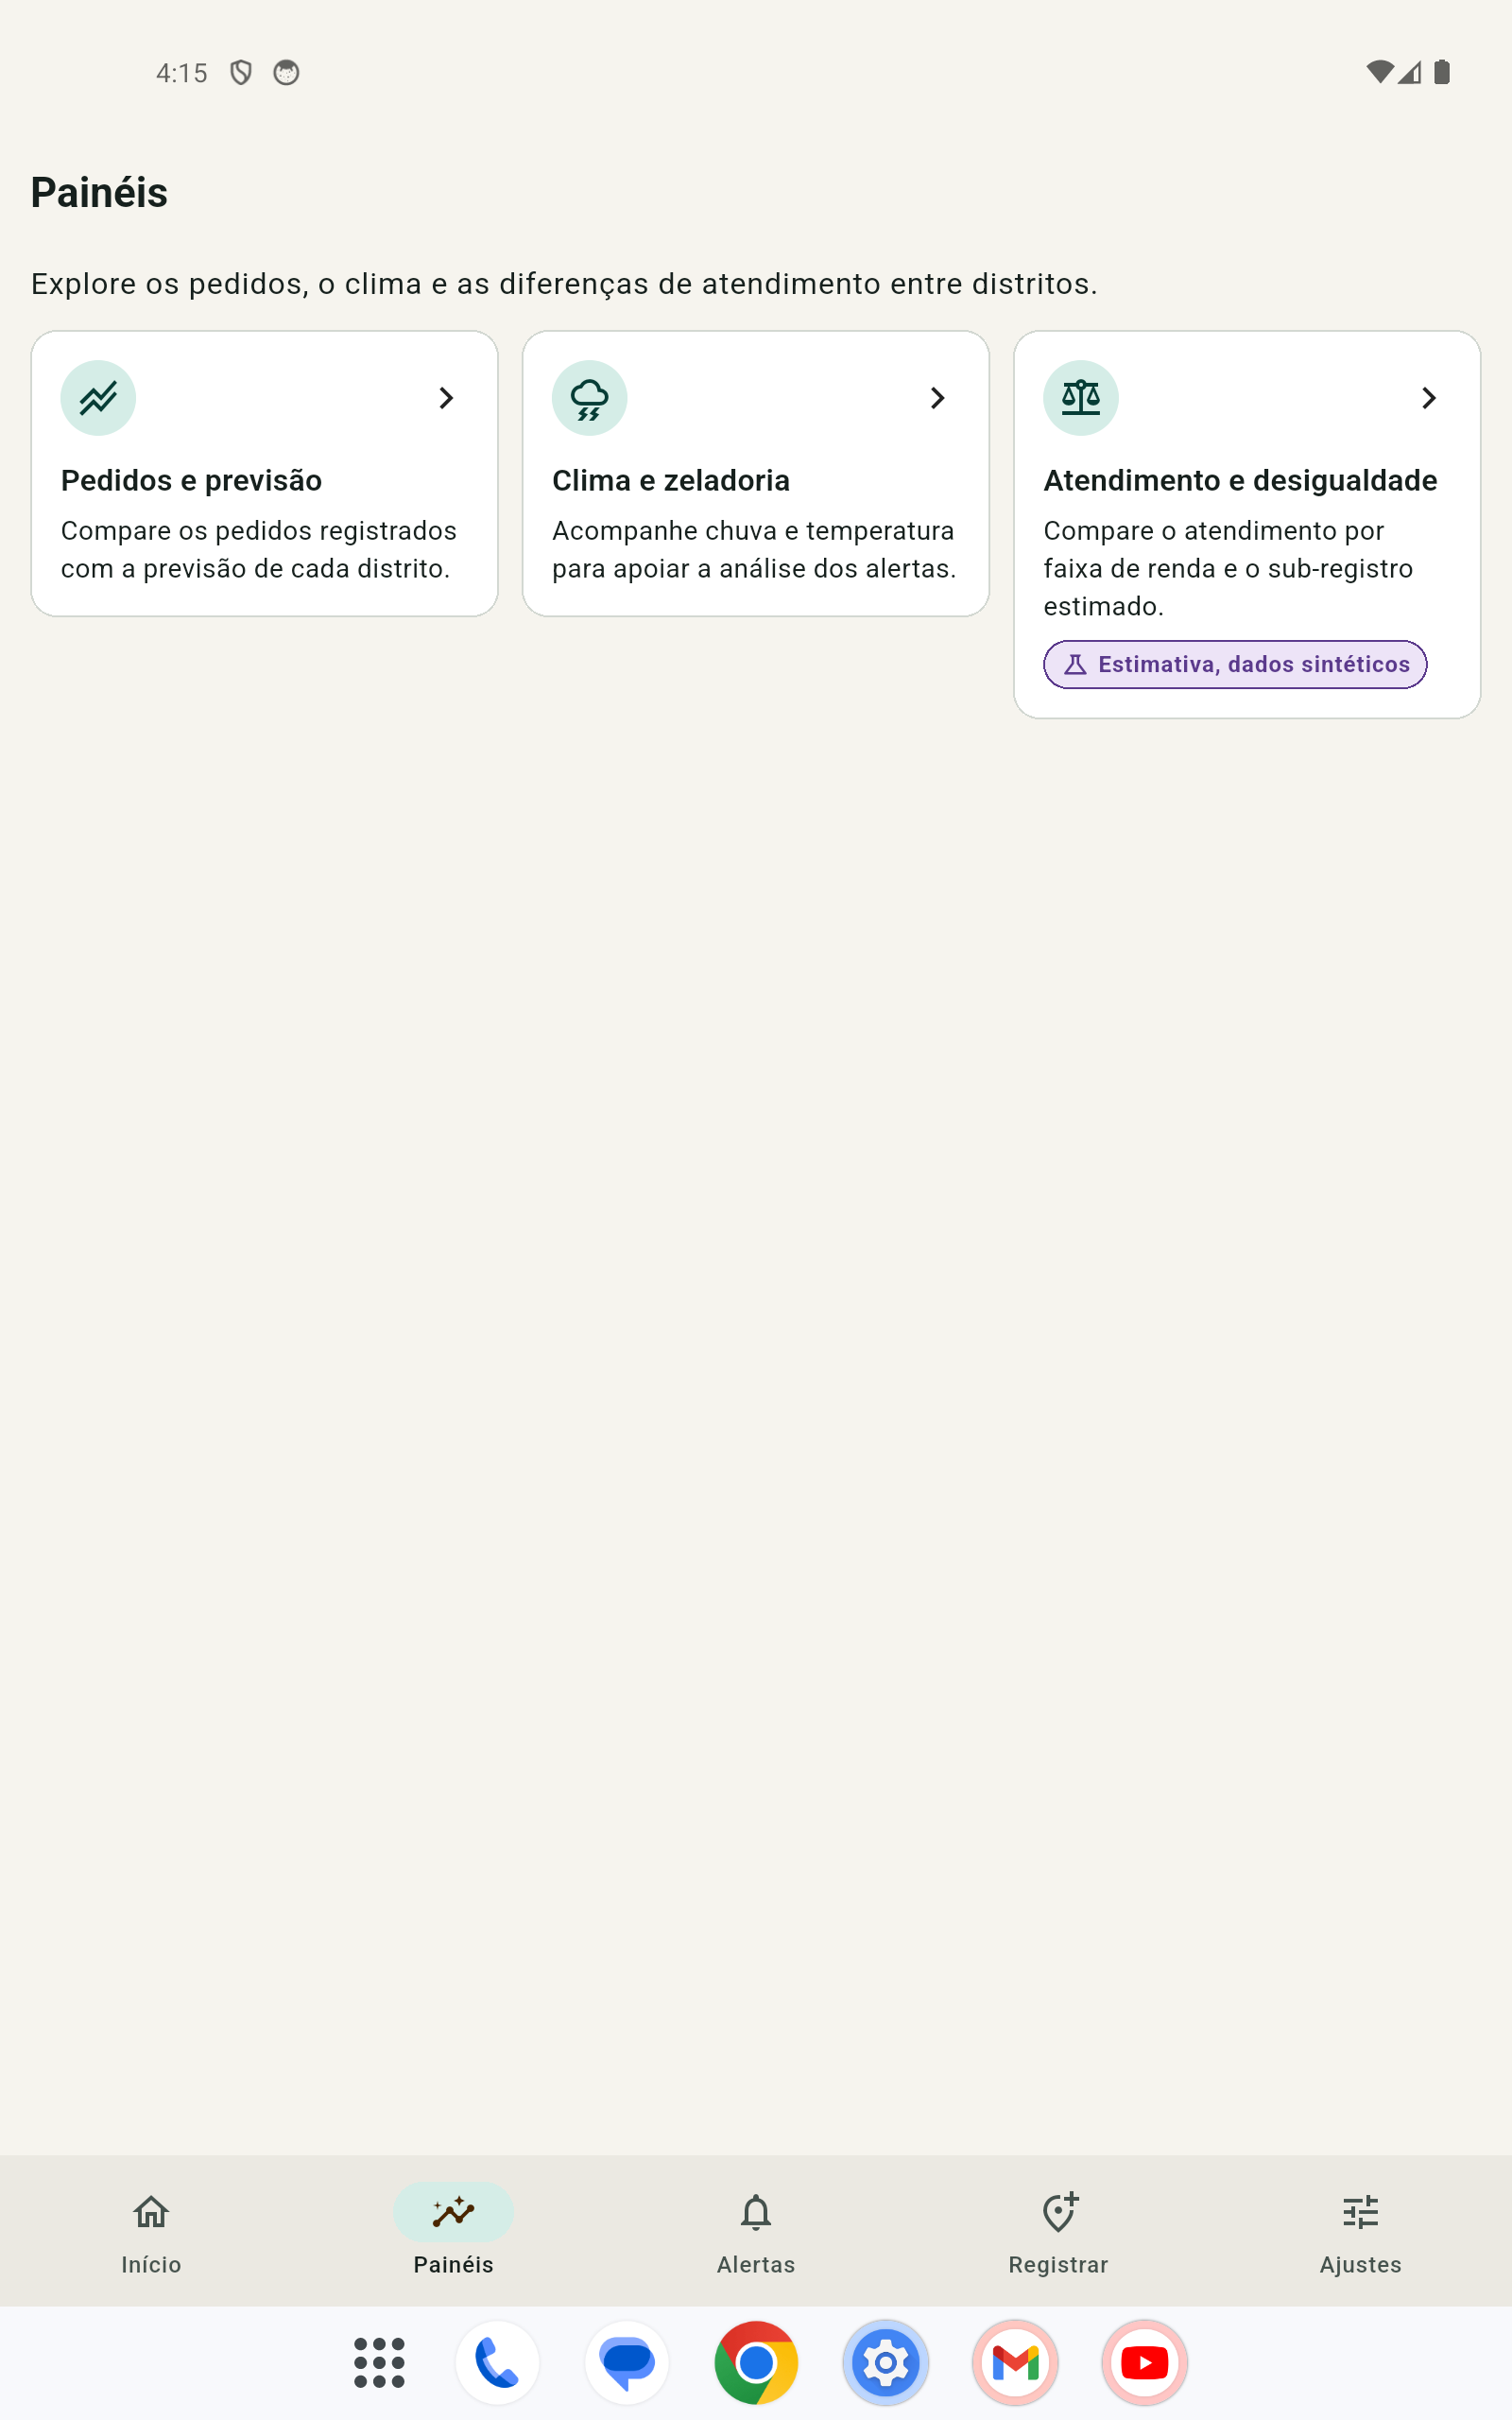 4:15
Painéis
Explore os pedidos, o clima e as diferenças de atendimento entre distritos.
Pedidos e previsão
Compare os pedidos registrados
com a previsão de cada distrito.
Clima e zeladoria
Acompanhe chuva e temperatura
para apoiar a análise dos alertas.
Atendimento e desigualdade
Compare o atendimento por
faixa de renda e o sub-registro
estimado.
Estimativa, dados sintéticos
Início
Painéis
Alertas
Registrar
Ajustes